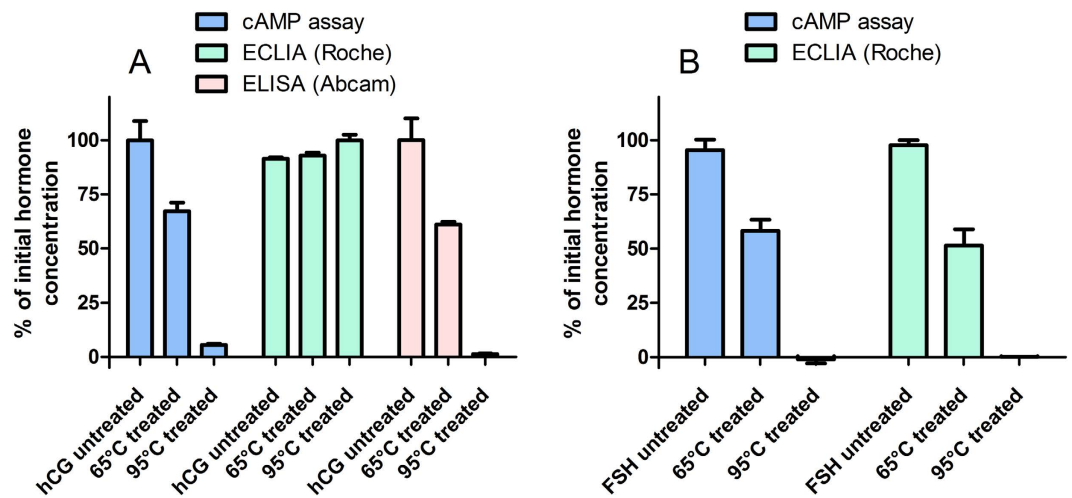 A
cAMP assay
ECLIA (Roche)
ELISA (Abcam)
% of initial hormone
concentration
100
75
50
25
0
hCG untreated
65°C treated
95°C treated
hCG untreated
65°C treated
95°C treated
hCG untreated
65°C treated
95°C treated
B
cAMP assay
ECLIA (Roche)
% of initial hormone
concentration
100
75
50
25
0
FSH untreated
65°C treated
95°C treated
FSH untreated
65°C treated
95°C treated